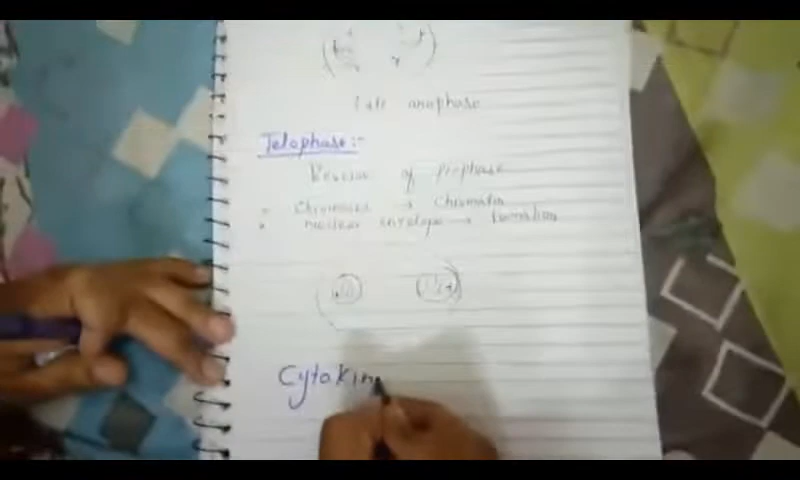 Late anaphase
Telophase:-
Reverse of Prophase
Chromosomes → Chromatin
nuclear envelope → formation
Cytokin